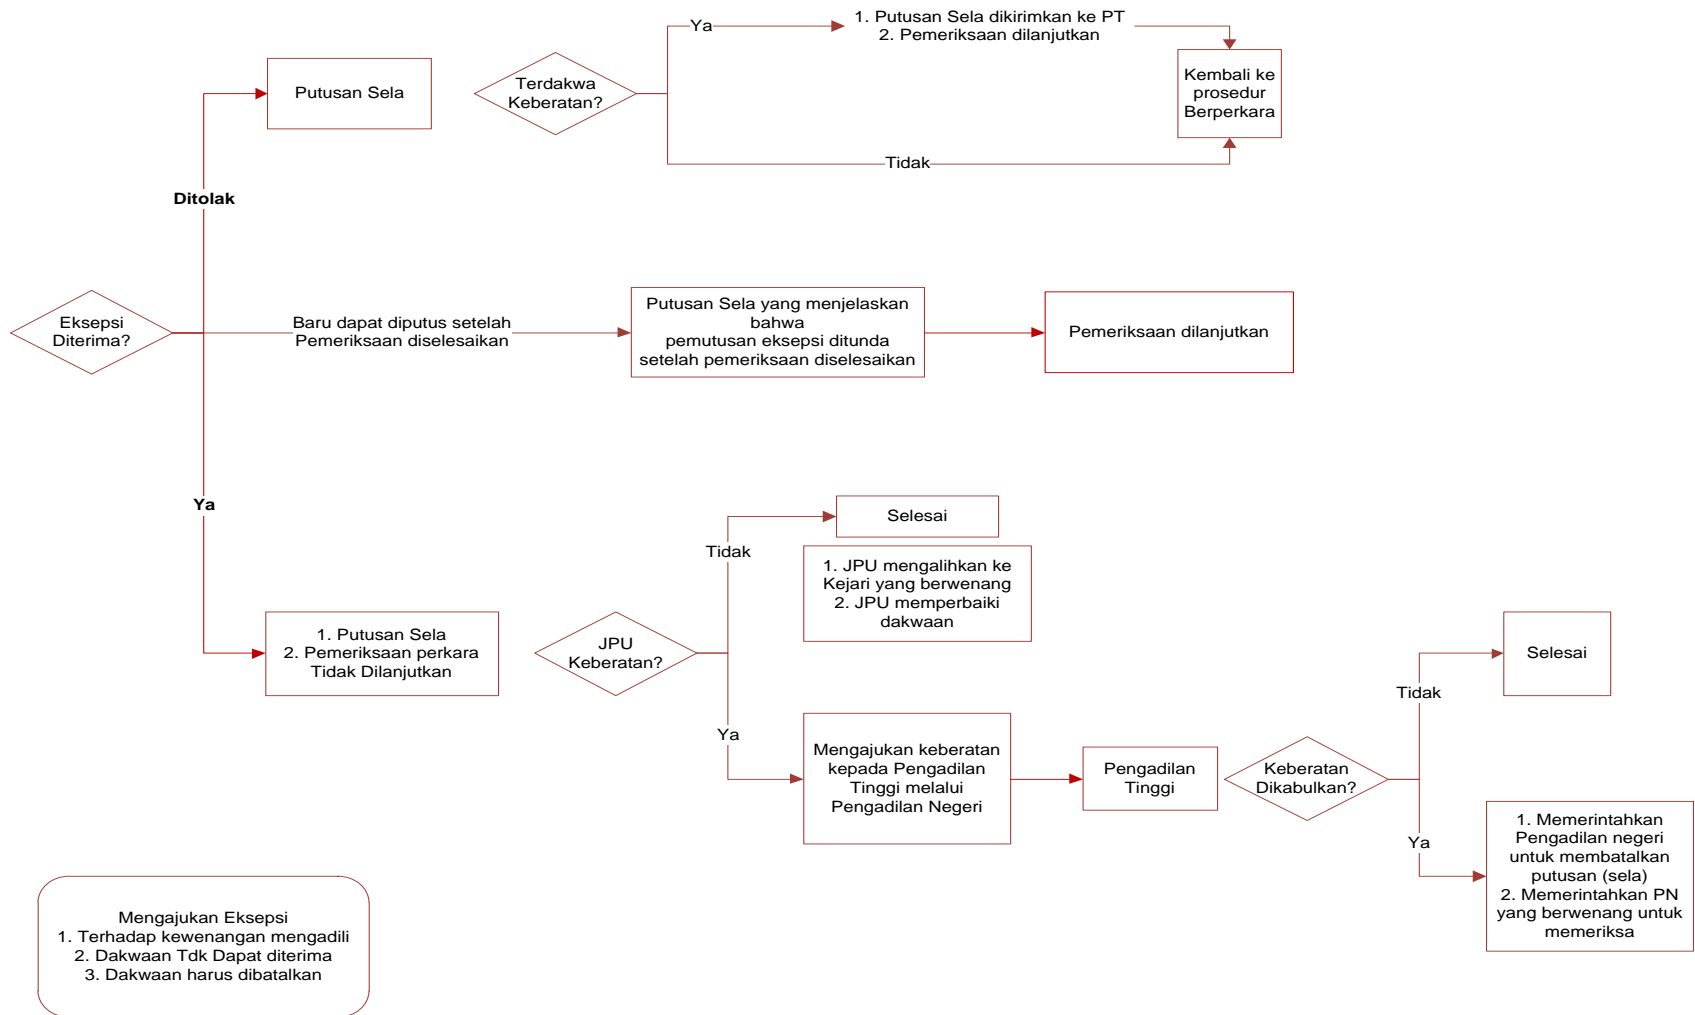 Ya
1. Putusan Sela dikirimkan ke PT
2. Pemeriksaan dilanjutkan
Putusan Sela
Terdakwa
Keberatan?
Kembali ke
prosedur
Berperkara
Tidak
Ditolak
Eksepsi
Diterima?
Baru dapat diputus setelah
Pemeriksaan diselesaikan
Putusan Sela yang menjelaskan
bahwa
pemutusan eksepsi ditunda
setelah pemeriksaan diselesaikan
Pemeriksaan dilanjutkan
Ya
Selesai
Tidak
1. JPU mengalihkan ke
Kejari yang berwenang
2. JPU memperbaiki
dakwaan
1. Putusan Sela
2. Pemeriksaan perkara
Tidak Dilanjutkan
JPU
Keberatan?
Selesai
Tidak
Ya
Mengajukan keberatan
kepada Pengadilan
Tinggi melalui
Pengadilan Negeri
Pengadilan
Tinggi
Keberatan
Dikabulkan?
Ya
1. Memerintahkan
Pengadilan negeri
untuk membatalkan
putusan (sela)
2. Memerintahkan PN
yang berwenang untuk
memeriksa
Mengajukan Eksepsi
1. Terhadap kewenangan mengadili
2. Dakwaan Tdk Dapat diterima
3. Dakwaan harus dibatalkan